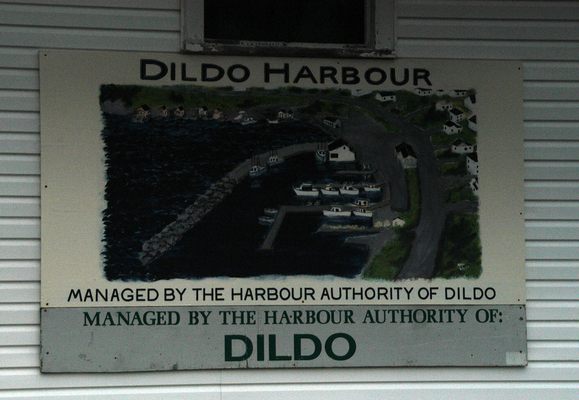 DILDO HARBOUR
MANAGED BY THE HARBOUR AUTHORITY OF DILDO
MANAGED BY THE HARBOUR AUTHORITY OF:
DILDO